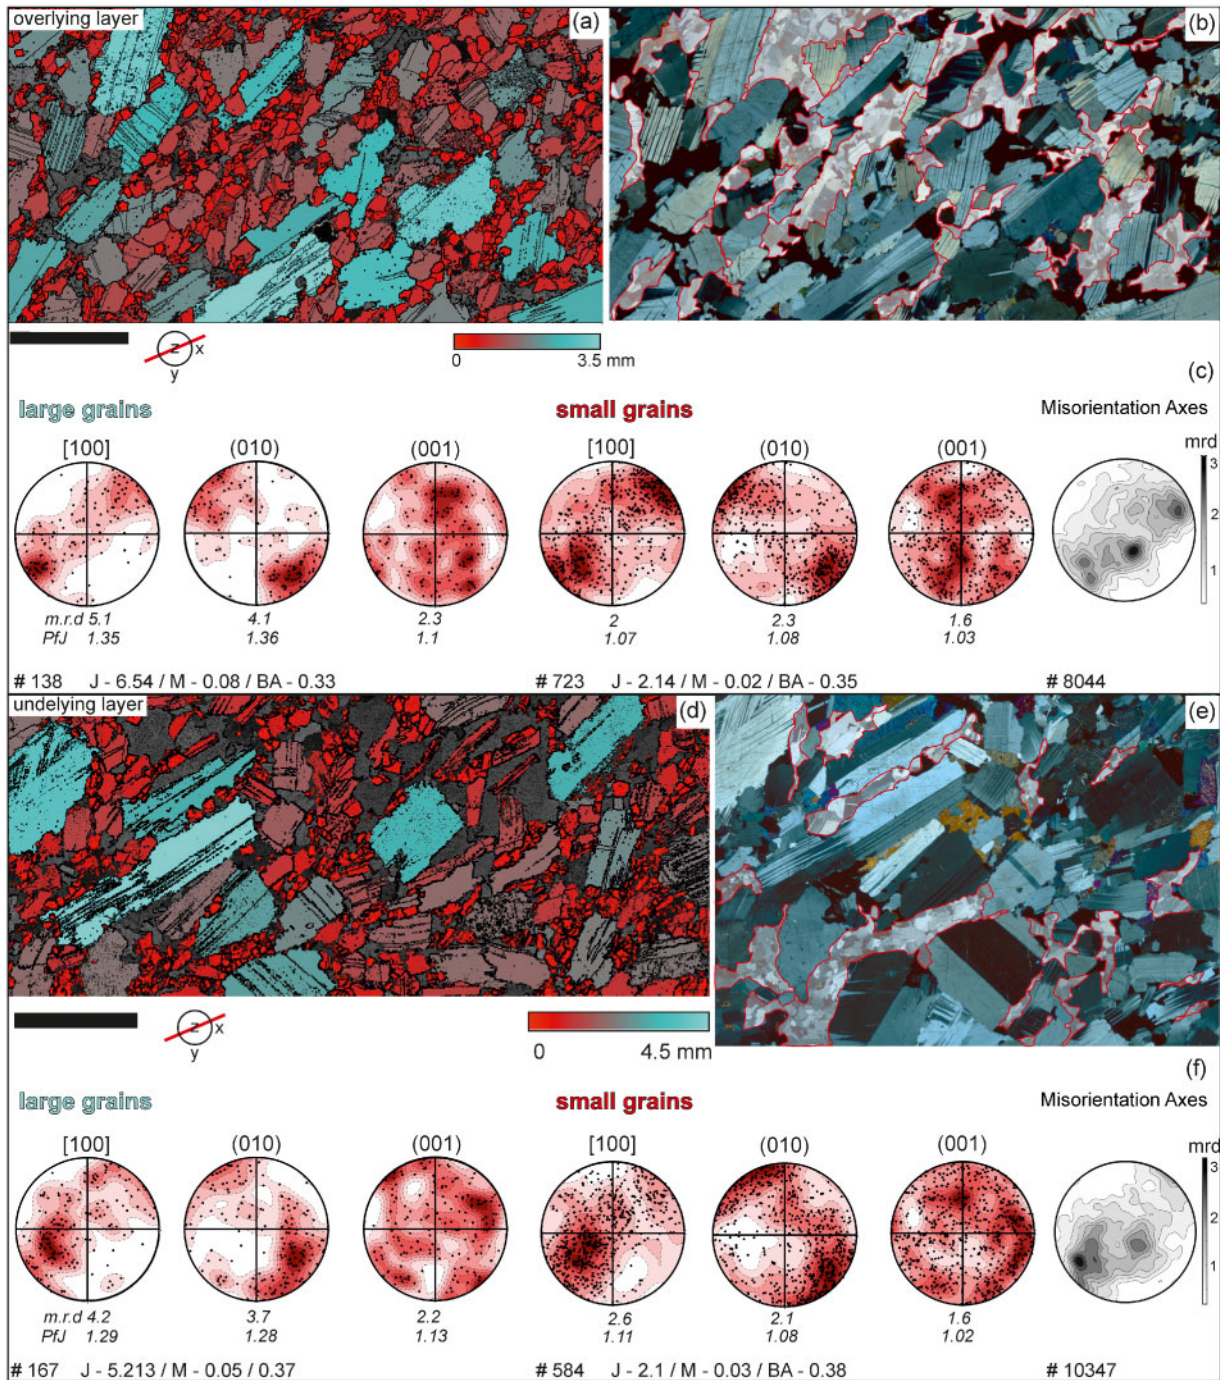 overlying layer (a) (b)
z x
y
0 3.5 mm
(c)
large grains small grains Misorientation Axes
[100] (010) (001) [100] (010) (001) mrd
3
2
1
m.r.d 5.1 4.1 2.3 2 2.3 1.6
PfJ 1.35 1.36 1.1 1.07 1.08 1.03
# 138 J - 6.54 / M - 0.08 / BA - 0.33 # 723 J - 2.14 / M - 0.02 / BA - 0.35 # 8044
undelying layer (d) (e)
z x
y
0 4.5 mm
(f)
large grains small grains Misorientation Axes
[100] (010) (001) [100] (010) (001) mrd
3
2
1
m.r.d 4.2 3.7 2.2 2.6 2.1 1.6
PfJ 1.29 1.28 1.13 1.11 1.08 1.02
# 167 J - 5.213 / M - 0.05 / 0.37 # 584 J - 2.1 / M - 0.03 / BA - 0.38 # 10347